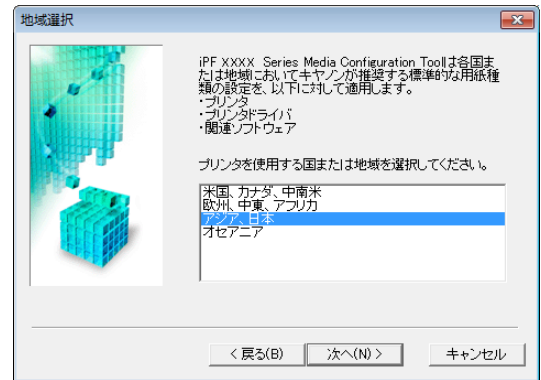 地域選択
iPF XXXX Series Media Configuration Toolは各国ま
たは地域においてキヤノンが推奨する標準的な用紙種
類の設定を、以下に対して適用します。
・プリンタ
・プリンタドライバ
・関連ソフトウェア
プリンタを使用する国または地域を選択してください。
米国、カナダ、中南米
欧州、中東、アフリカ
アジア、日本
オセアニア
< 戻る(B)
次へ(N) >
キャンセル